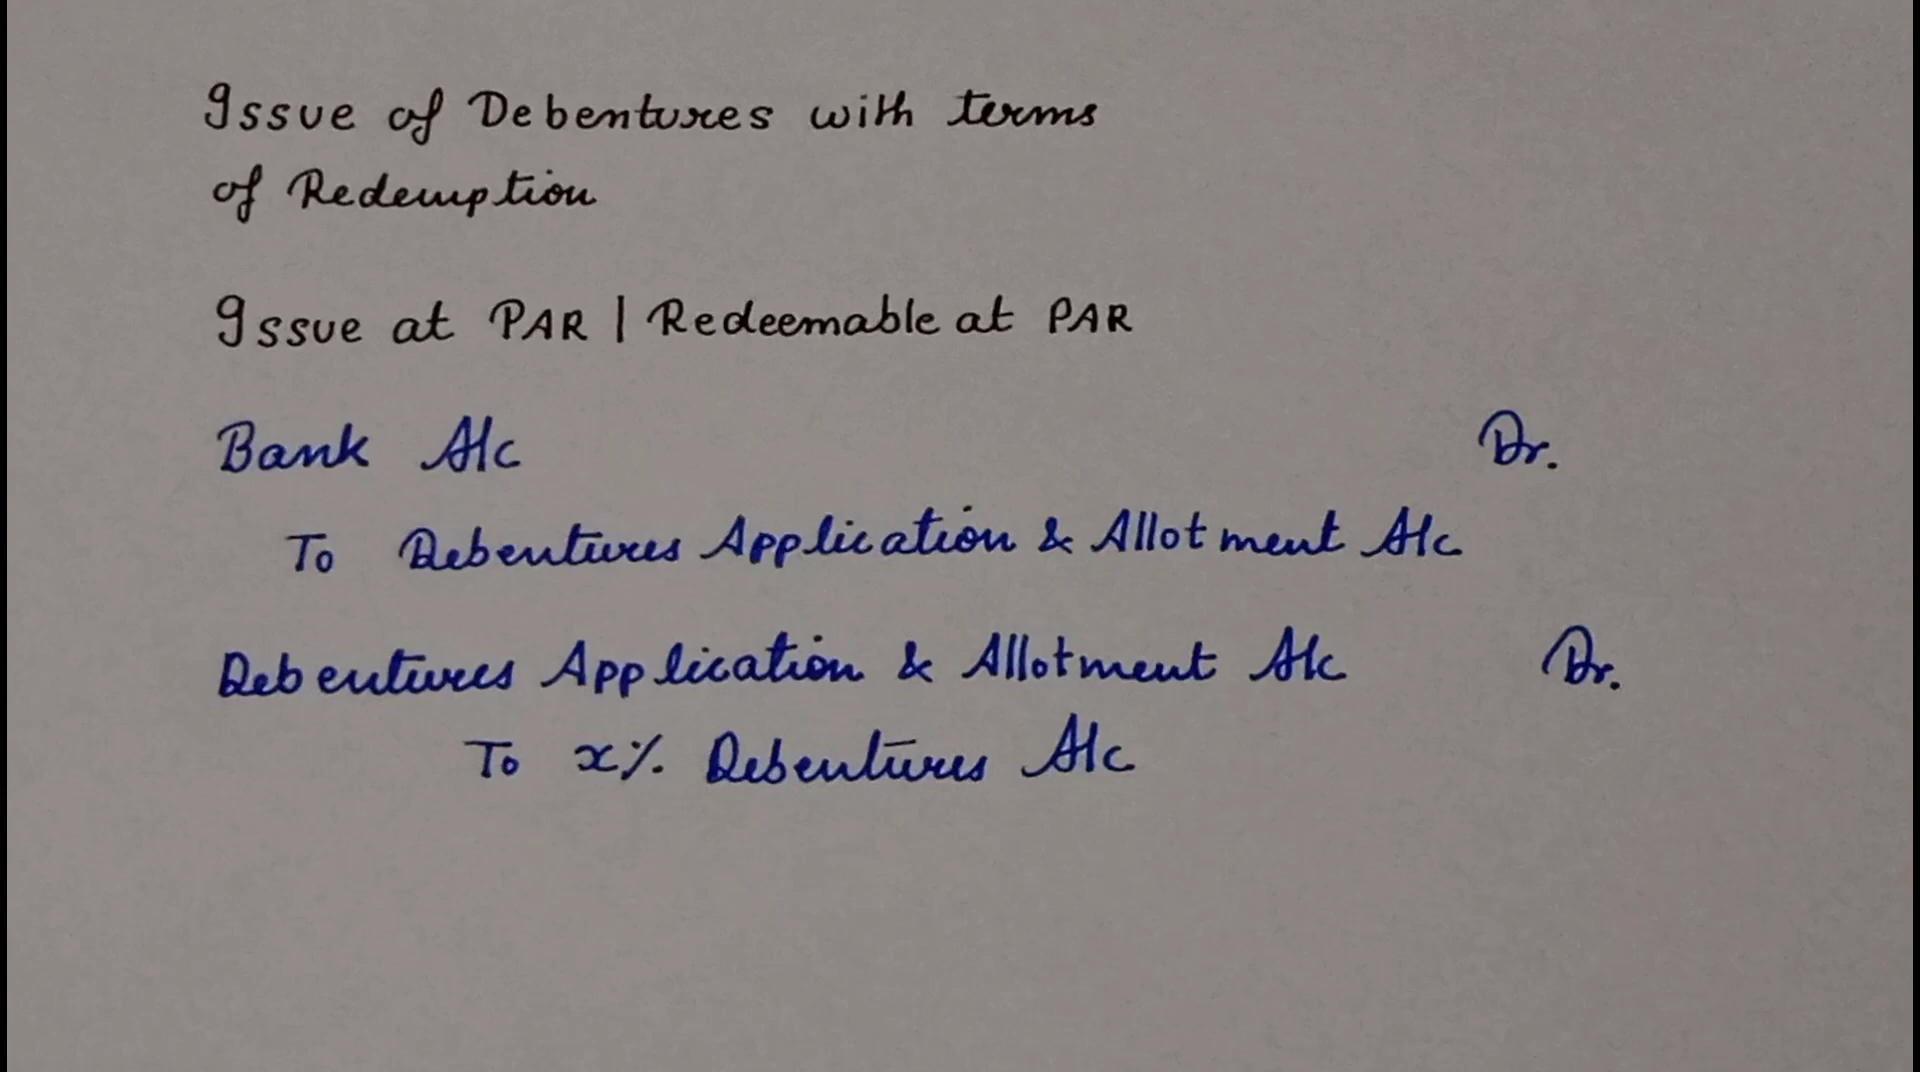 Issue of Debentures with terms
of Redemption
Issue at PAR | Redeemable at PAR
Bank A/c Dr.
To Debentures Application & Allotment A/c
Debentures Application & Allotment A/c Dr.
To x% Debentures A/c